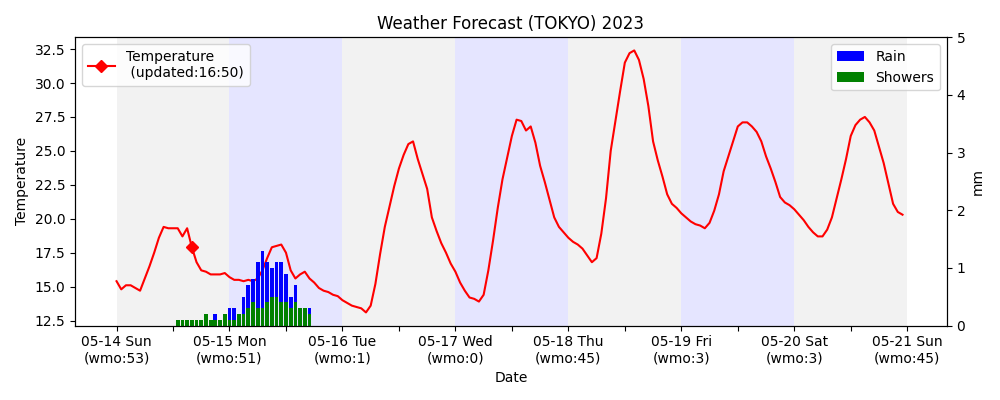 Weather Forecast (TOKYO) 2023
Temperature
(updated:16:50)
Rain
Showers
32.5
30.0
27.5
25.0
22.5
20.0
17.5
15.0
12.5
Temperature
5
4
3
2
1
0
mm
05-14 Sun
(wmo:53)
05-15 Mon
(wmo:51)
05-16 Tue
(wmo:1)
05-17 Wed
(wmo:0)
05-18 Thu
(wmo:45)
05-19 Fri
(wmo:3)
05-20 Sat
(wmo:3)
05-21 Sun
(wmo:45)
Date